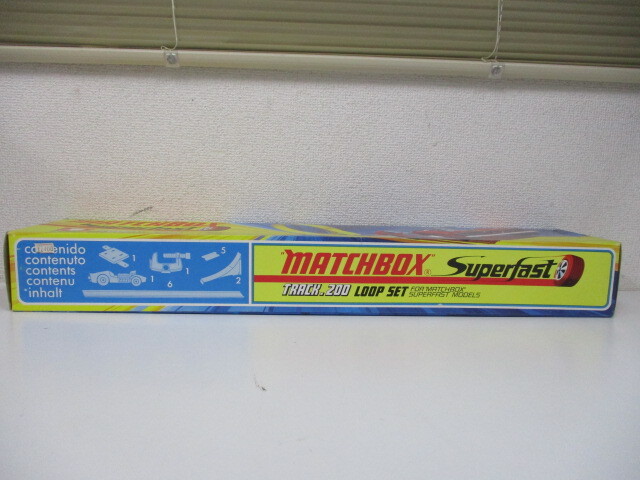 MATCHBOX
contenido
contenuto
contents
contenu
inhalt
1
5
1
6
1
2
"MATCHBOX"® Superfast
TRACK.200 LOOP SET FOR "MATCHBOX"
SUPERFAST MODELS